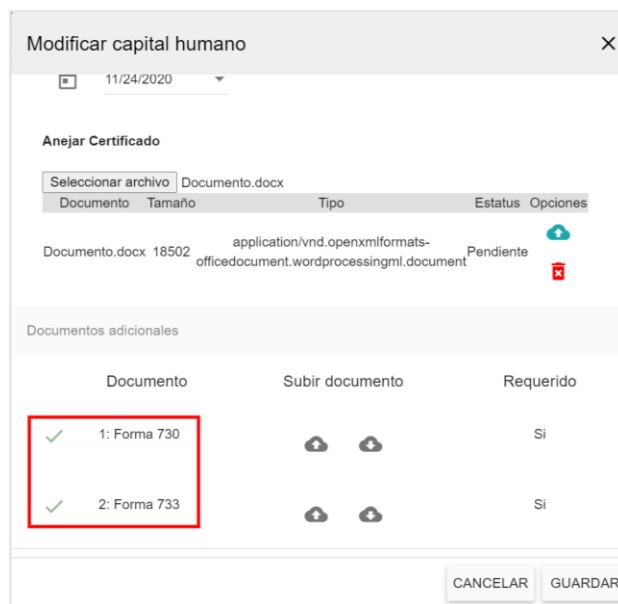 Modificar capital humano
11/24/2020
Anejar Certificado
Seleccionar archivo Documento.docx
Documento Tamaño Tipo Estatus Opciones
Documento.docx 18502 application/vnd.openxmlformats-officedocument.wordprocessingml.document Pendiente
Documentos adicionales
Documento Subir documento Requerido
1: Forma 730 Si
2: Forma 733 Si
CANCELAR GUARDAR